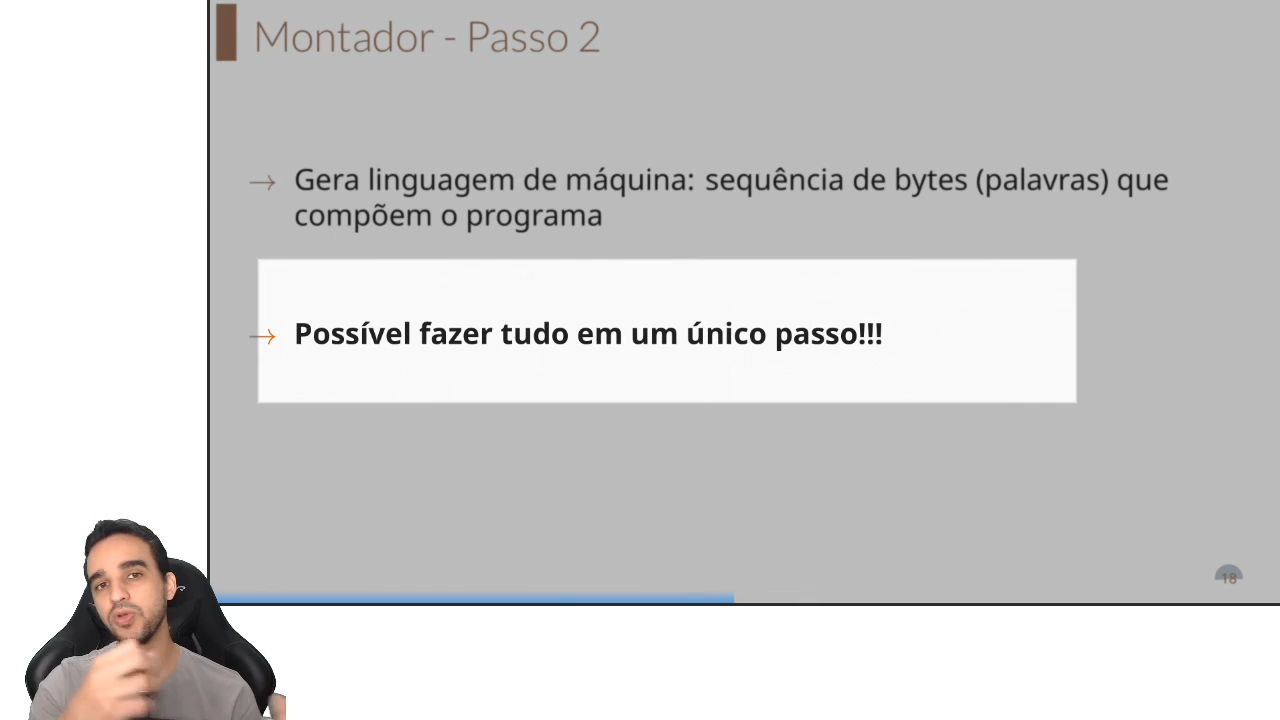 Montador - Passo 2
→ Gera linguagem de máquina: sequência de bytes (palavras) que
compõem o programa
→ Possível fazer tudo em um único passo!!!
18